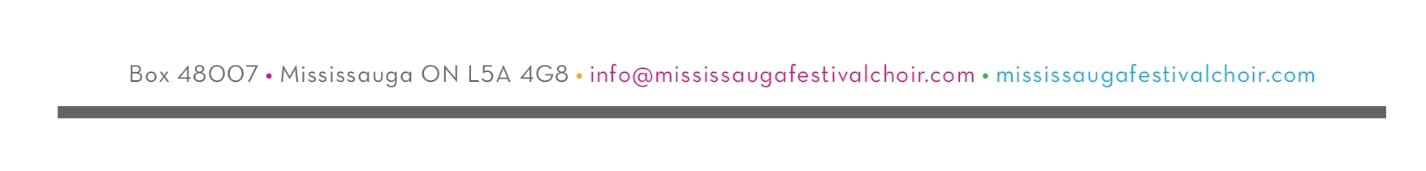 Box 48007 • Mississauga ON L5A 4G8 • info@mississaugafestivalchoir.com • mississaugafestivalchoir.com